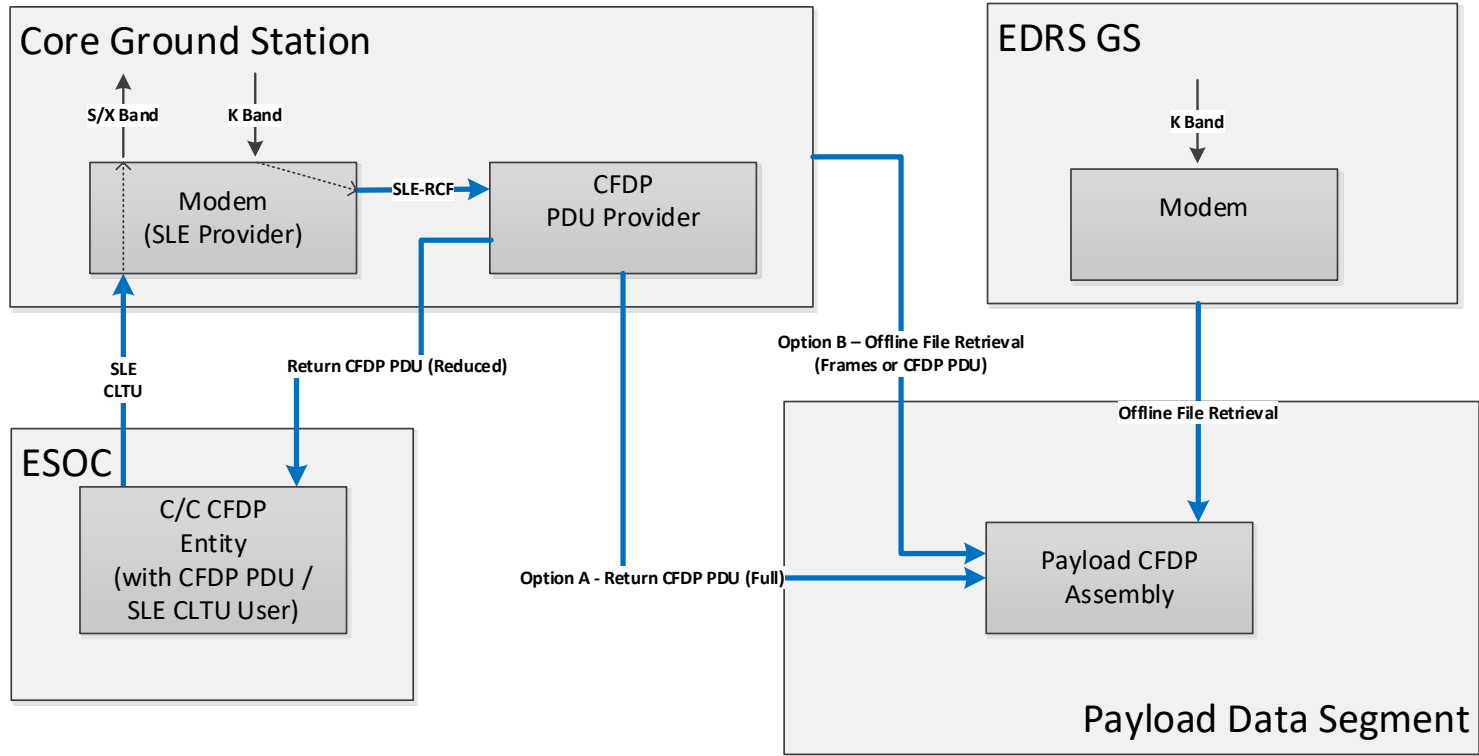 Core Ground Station
S/X Band
K Band
Modem
(SLE Provider)
SLE-RCF
CFDP
PDU Provider
EDRS GS
K Band
Modem
SLE
CLTU
Return CFDP PDU (Reduced)
Option B – Offline File Retrieval
(Frames or CFDP PDU)
Offline File Retrieval
ESOC
C/C CFDP
Entity
(with CFDP PDU /
SLE CLTU User)
Option A - Return CFDP PDU (Full)
Payload CFDP
Assembly
Payload Data Segment